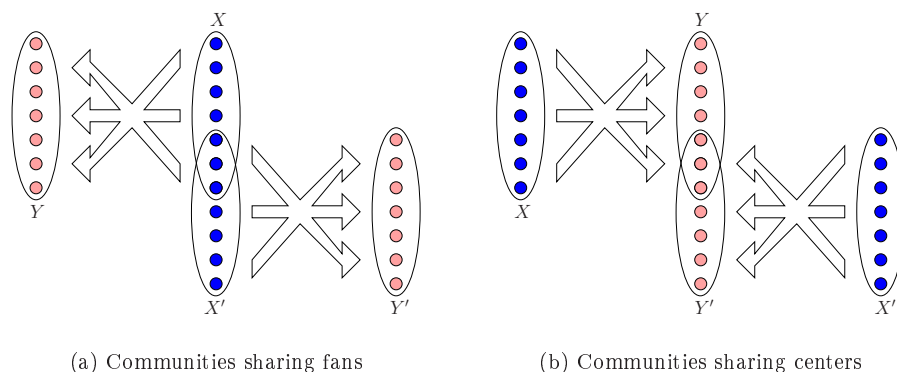 X
Y
Y
X
X′
Y′
Y
X
Y′
X′
(a) Communities sharing fans
(b) Communities sharing centers